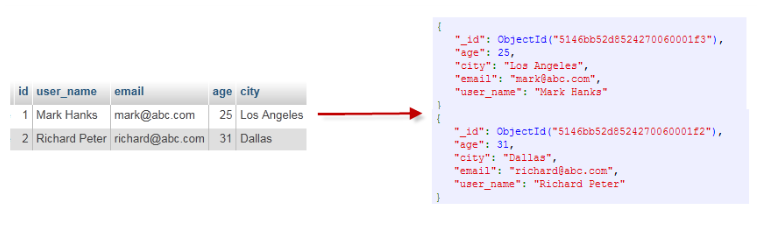 id user_name email age city
1 Mark Hanks mark@abc.com 25 Los Angeles
2 Richard Peter richard@abc.com 31 Dallas
{
"_id": ObjectId("5146bb52d8524270060001f3"),
"age": 25,
"city": "Los Angeles",
"email": "mark@abc.com",
"user_name": "Mark Hanks"
}
{
"_id": ObjectId("5146bb52d8524270060001f2"),
"age": 31,
"city": "Dallas",
"email": "richard@abc.com",
"user_name": "Richard Peter"
}